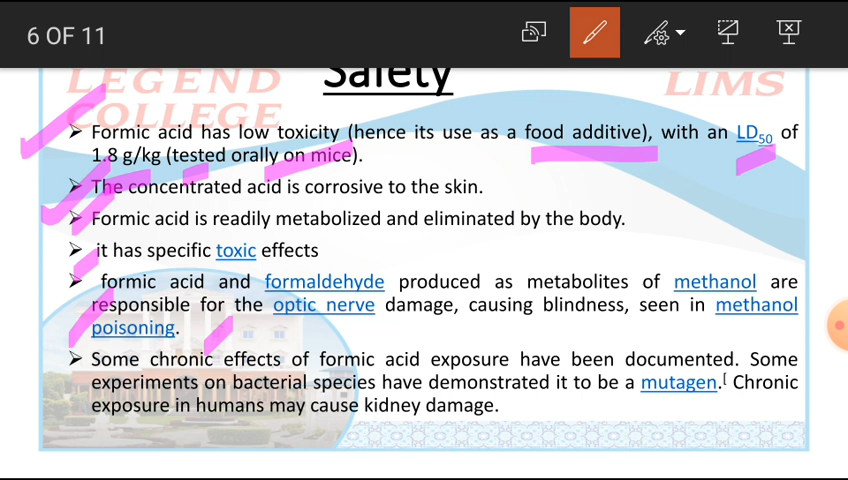 6 OF 11
LEGEND
COLLEGE
Safety
LIMS
➢ Formic acid has low toxicity (hence its use as a food additive), with an LD50 of
1.8 g/kg (tested orally on mice).
➢ The concentrated acid is corrosive to the skin.
➢ Formic acid is readily metabolized and eliminated by the body.
➢ it has specific toxic effects
➢ formic acid and formaldehyde produced as metabolites of methanol are
responsible for the optic nerve damage, causing blindness, seen in methanol
poisoning.
➢ Some chronic effects of formic acid exposure have been documented. Some
experiments on bacterial species have demonstrated it to be a mutagen.[ Chronic
exposure in humans may cause kidney damage.